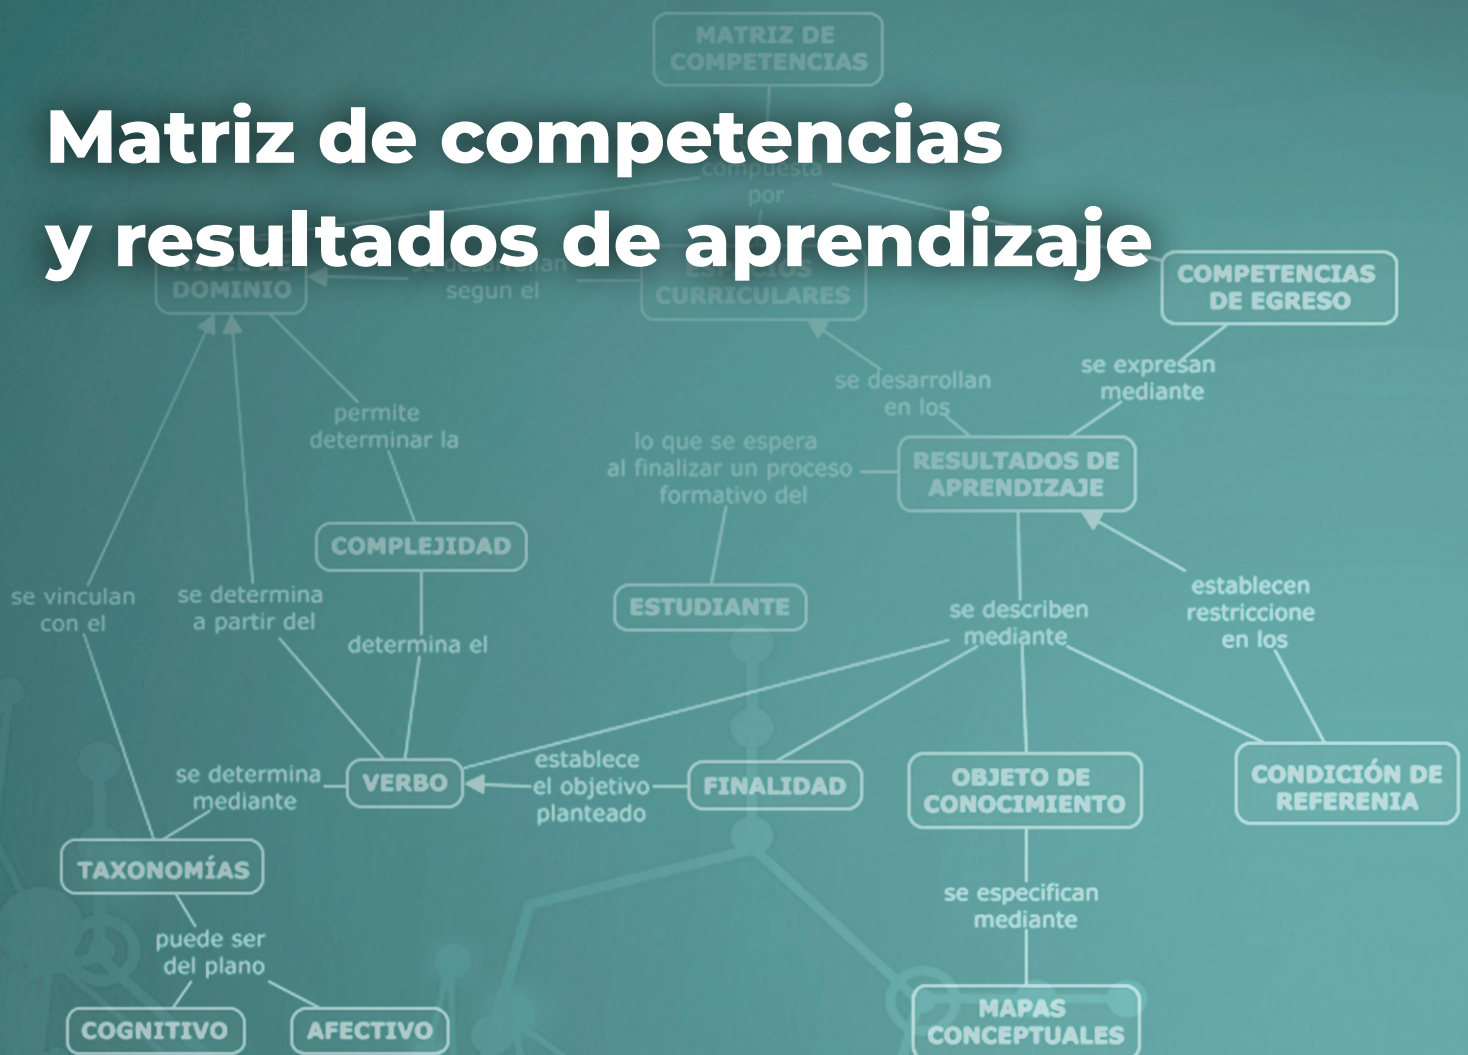 MATRIZ DE
COMPETENCIAS
Matriz de competencias
compuesta
por
y resultados de aprendizaje
DOMINIO
se desarrollan
segun el
ESPACIOS
CURRICULARES
COMPETENCIAS
DE EGRESO
se expresan
mediante
se desarrollan
en los
permite
determinar la
lo que se espera
al finalizar un proceso
formativo del
RESULTADOS DE
APRENDIZAJE
COMPLEJIDAD
se vinculan
con el
se determina
a partir del
determina el
ESTUDIANTE
se describen
mediante
establecen
restriccione
en los
se determina
mediante
VERBO
establece
el objetivo
planteado
FINALIDAD
OBJETO DE
CONOCIMIENTO
CONDICIÓN DE
REFERENIA
TAXONOMÍAS
puede ser
del plano
se especifican
mediante
COGNITIVO
AFECTIVO
MAPAS
CONCEPTUALES